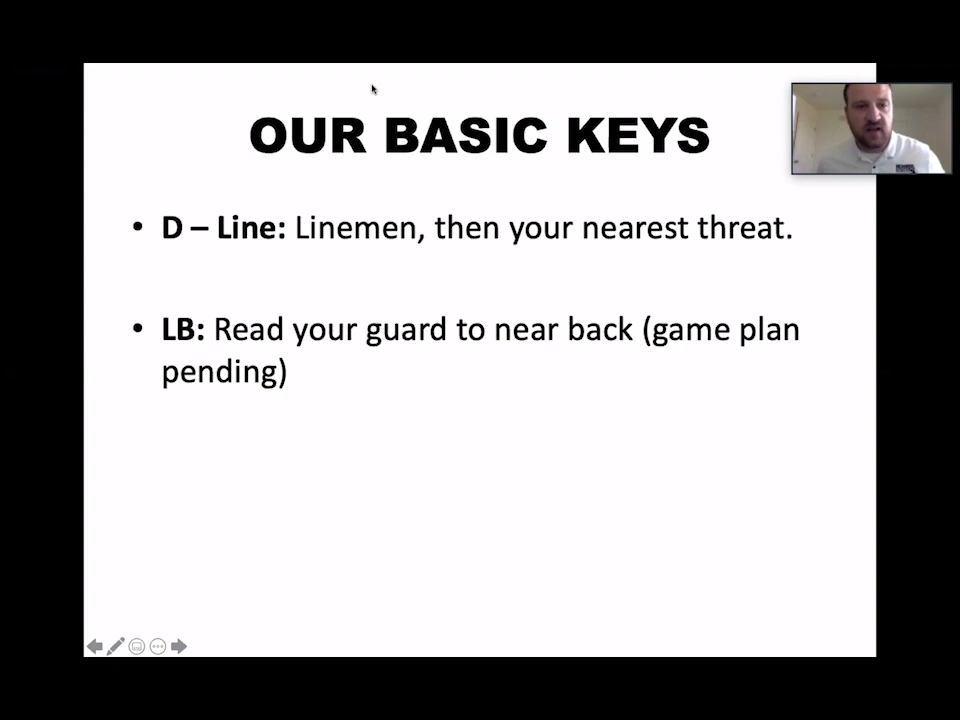 OUR BASIC KEYS
• D – Line: Linemen, then your nearest threat.
• LB: Read your guard to near back (game plan
pending)